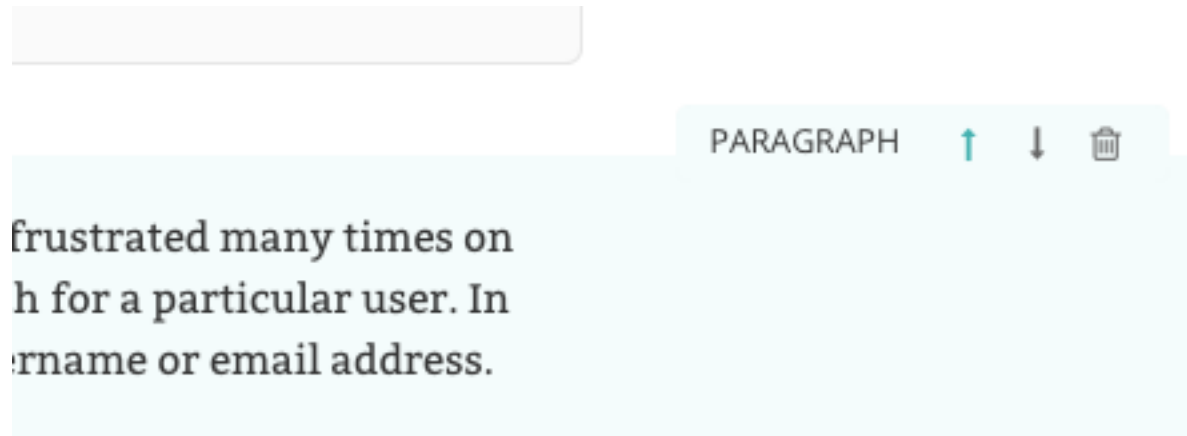 PARAGRAPH
frustrated many times on
h for a particular user. In
ername or email address.